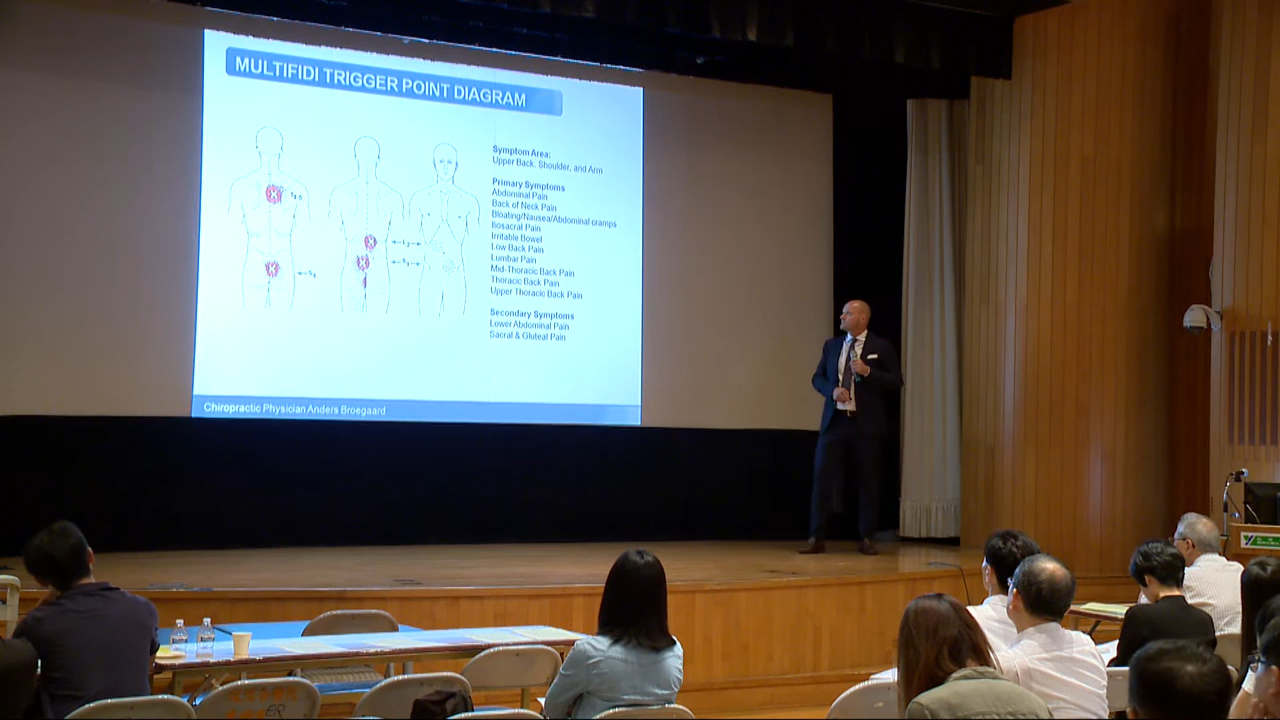 MULTIFIDI TRIGGER POINT DIAGRAM
Symptom Area:
Upper Back, Shoulder, and Arm
Primary Symptoms
Abdominal Pain
Back of Neck Pain
Bloating/Nausea/Abdominal cramps
Iliosacral Pain
Irritable Bowel
Low Back Pain
Lumbar Pain
Mid-Thoracic Back Pain
Thoracic Back Pain
Upper Thoracic Back Pain
Secondary Symptoms
Lower Abdominal Pain
Sacral & Gluteal Pain
Chiropractic Physician Anders Broegaard